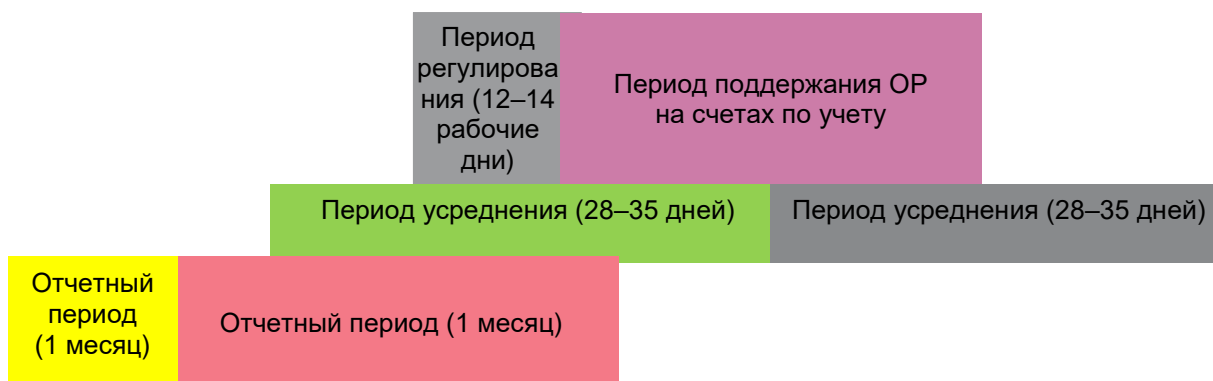 Период
регулирова
ния (12–14
рабочие
дни)
Период поддержания ОР
на счетах по учету
Период усреднения (28–35 дней)
Период усреднения (28–35 дней)
Отчетный
период
(1 месяц)
Отчетный период (1 месяц)